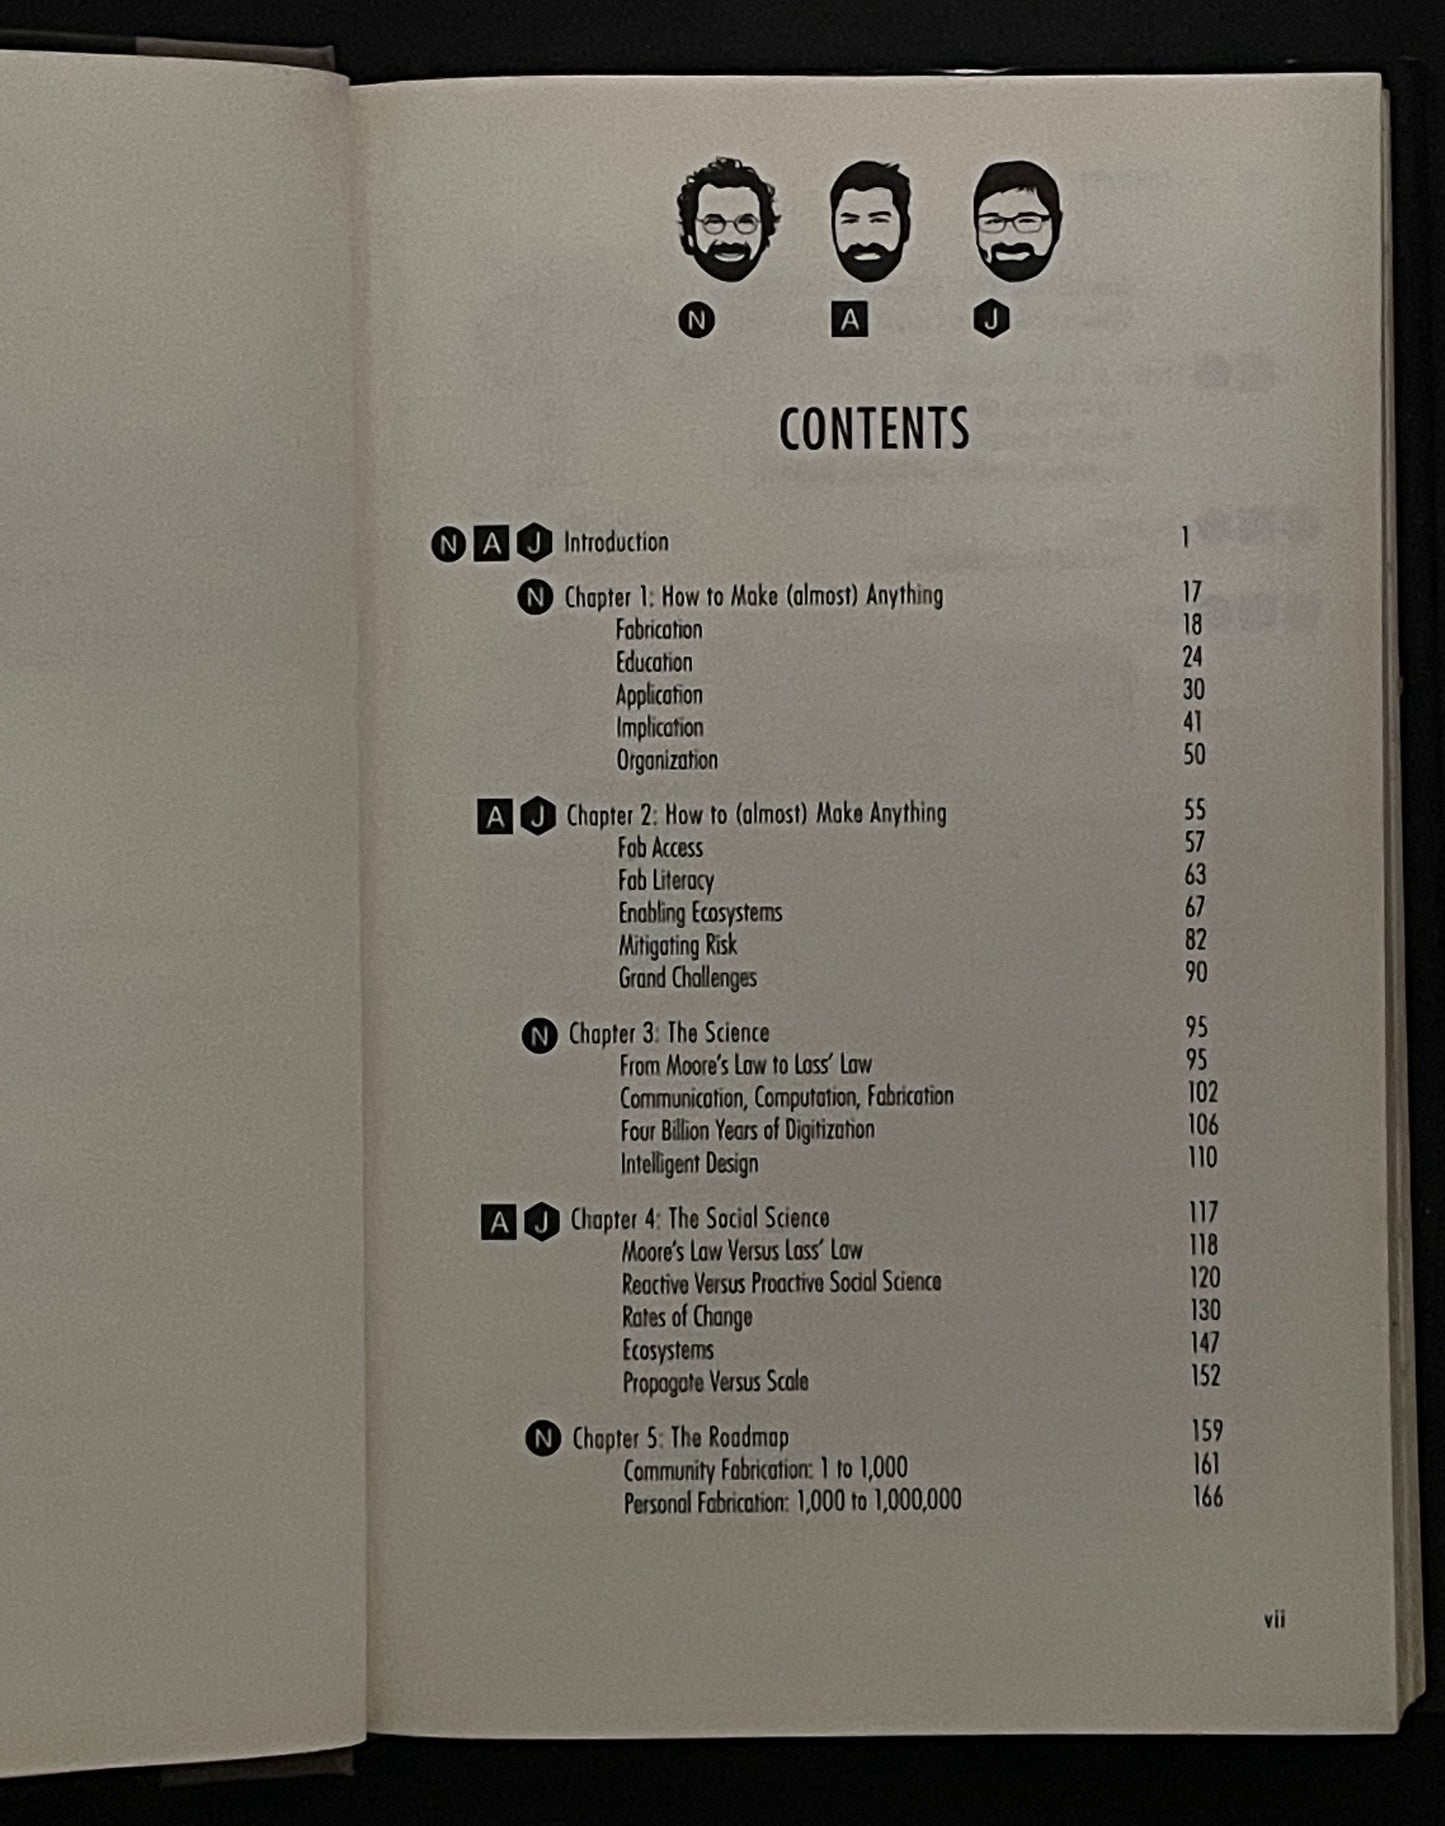 N A J
CONTENTS
N A J Introduction 1
N Chapter 1: How to Make (almost) Anything 17
Fabrication 18
Education 24
Application 30
Implication 41
Organization 50
A J Chapter 2: How to (almost) Make Anything 55
Fab Access 57
Fab Literacy 63
Enabling Ecosystems 67
Mitigating Risk 82
Grand Challenges 90
N Chapter 3: The Science 95
From Moore's Law to Lass' Law 95
Communication, Computation, Fabrication 102
Four Billion Years of Digitization 106
Intelligent Design 110
A J Chapter 4: The Social Science 117
Moore's Law Versus Lass' Law 118
Reactive Versus Proactive Social Science 120
Rates of Change 130
Ecosystems 147
Propagate Versus Scale 152
N Chapter 5: The Roadmap 159
Community Fabrication: 1 to 1,000 161
Personal Fabrication: 1,000 to 1,000,000 166
vii